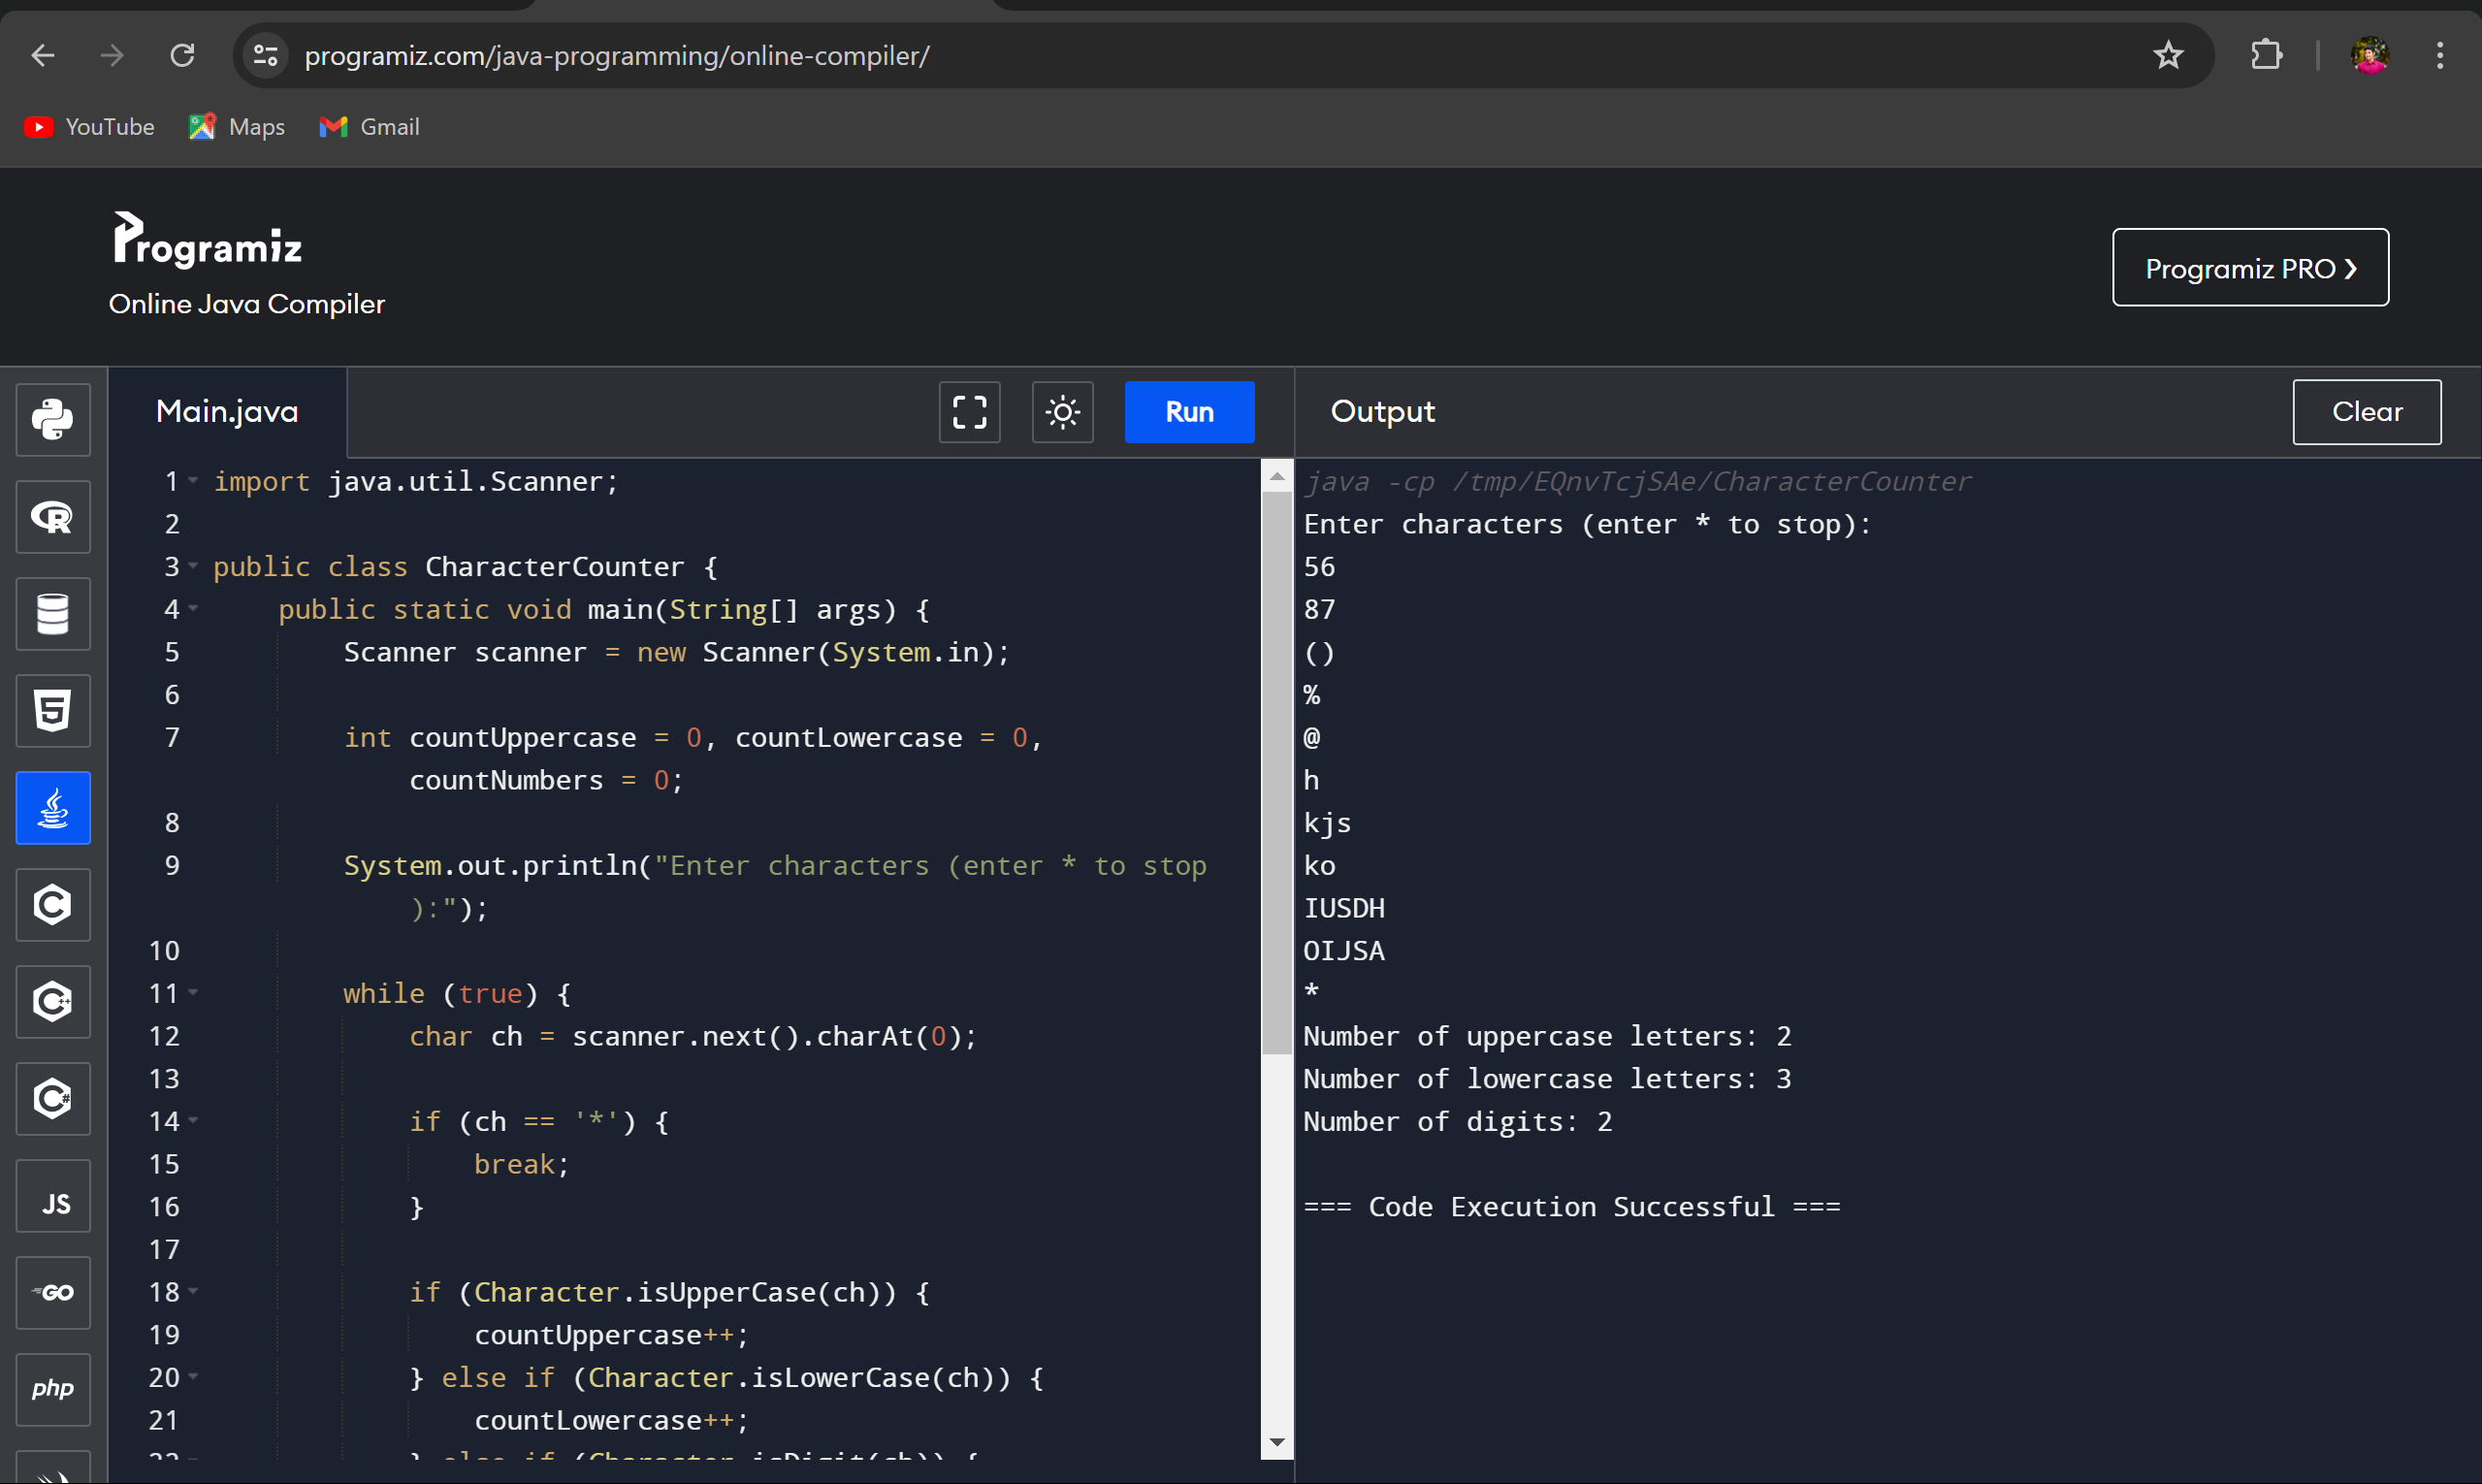 programiz.com/java-programming/online-compiler/
YouTube Maps Gmail
Programiz
Online Java Compiler
Programiz PRO ❯
Main.java
Run
Output
Clear
1 import java.util.Scanner;
2
3 public class CharacterCounter {
4 public static void main(String[] args) {
5 Scanner scanner = new Scanner(System.in);
6
7 int countUppercase = 0, countLowercase = 0,
countNumbers = 0;
8
9 System.out.println("Enter characters (enter * to stop
):");
10
11 while (true) {
12 char ch = scanner.next().charAt(0);
13
14 if (ch == '*') {
15 break;
16 }
17
18 if (Character.isUpperCase(ch)) {
19 countUppercase++;
20 } else if (Character.isLowerCase(ch)) {
21 countLowercase++;
22 } else if (Character.isDigit(ch)) {
java -cp /tmp/EQnvTcjSAe/CharacterCounter
Enter characters (enter * to stop):
56
87
()
%
@
h
kjs
ko
IUSDH
OIJSA
*
Number of uppercase letters: 2
Number of lowercase letters: 3
Number of digits: 2
=== Code Execution Successful ===
R
5
C
C++
C#
JS
GO
php